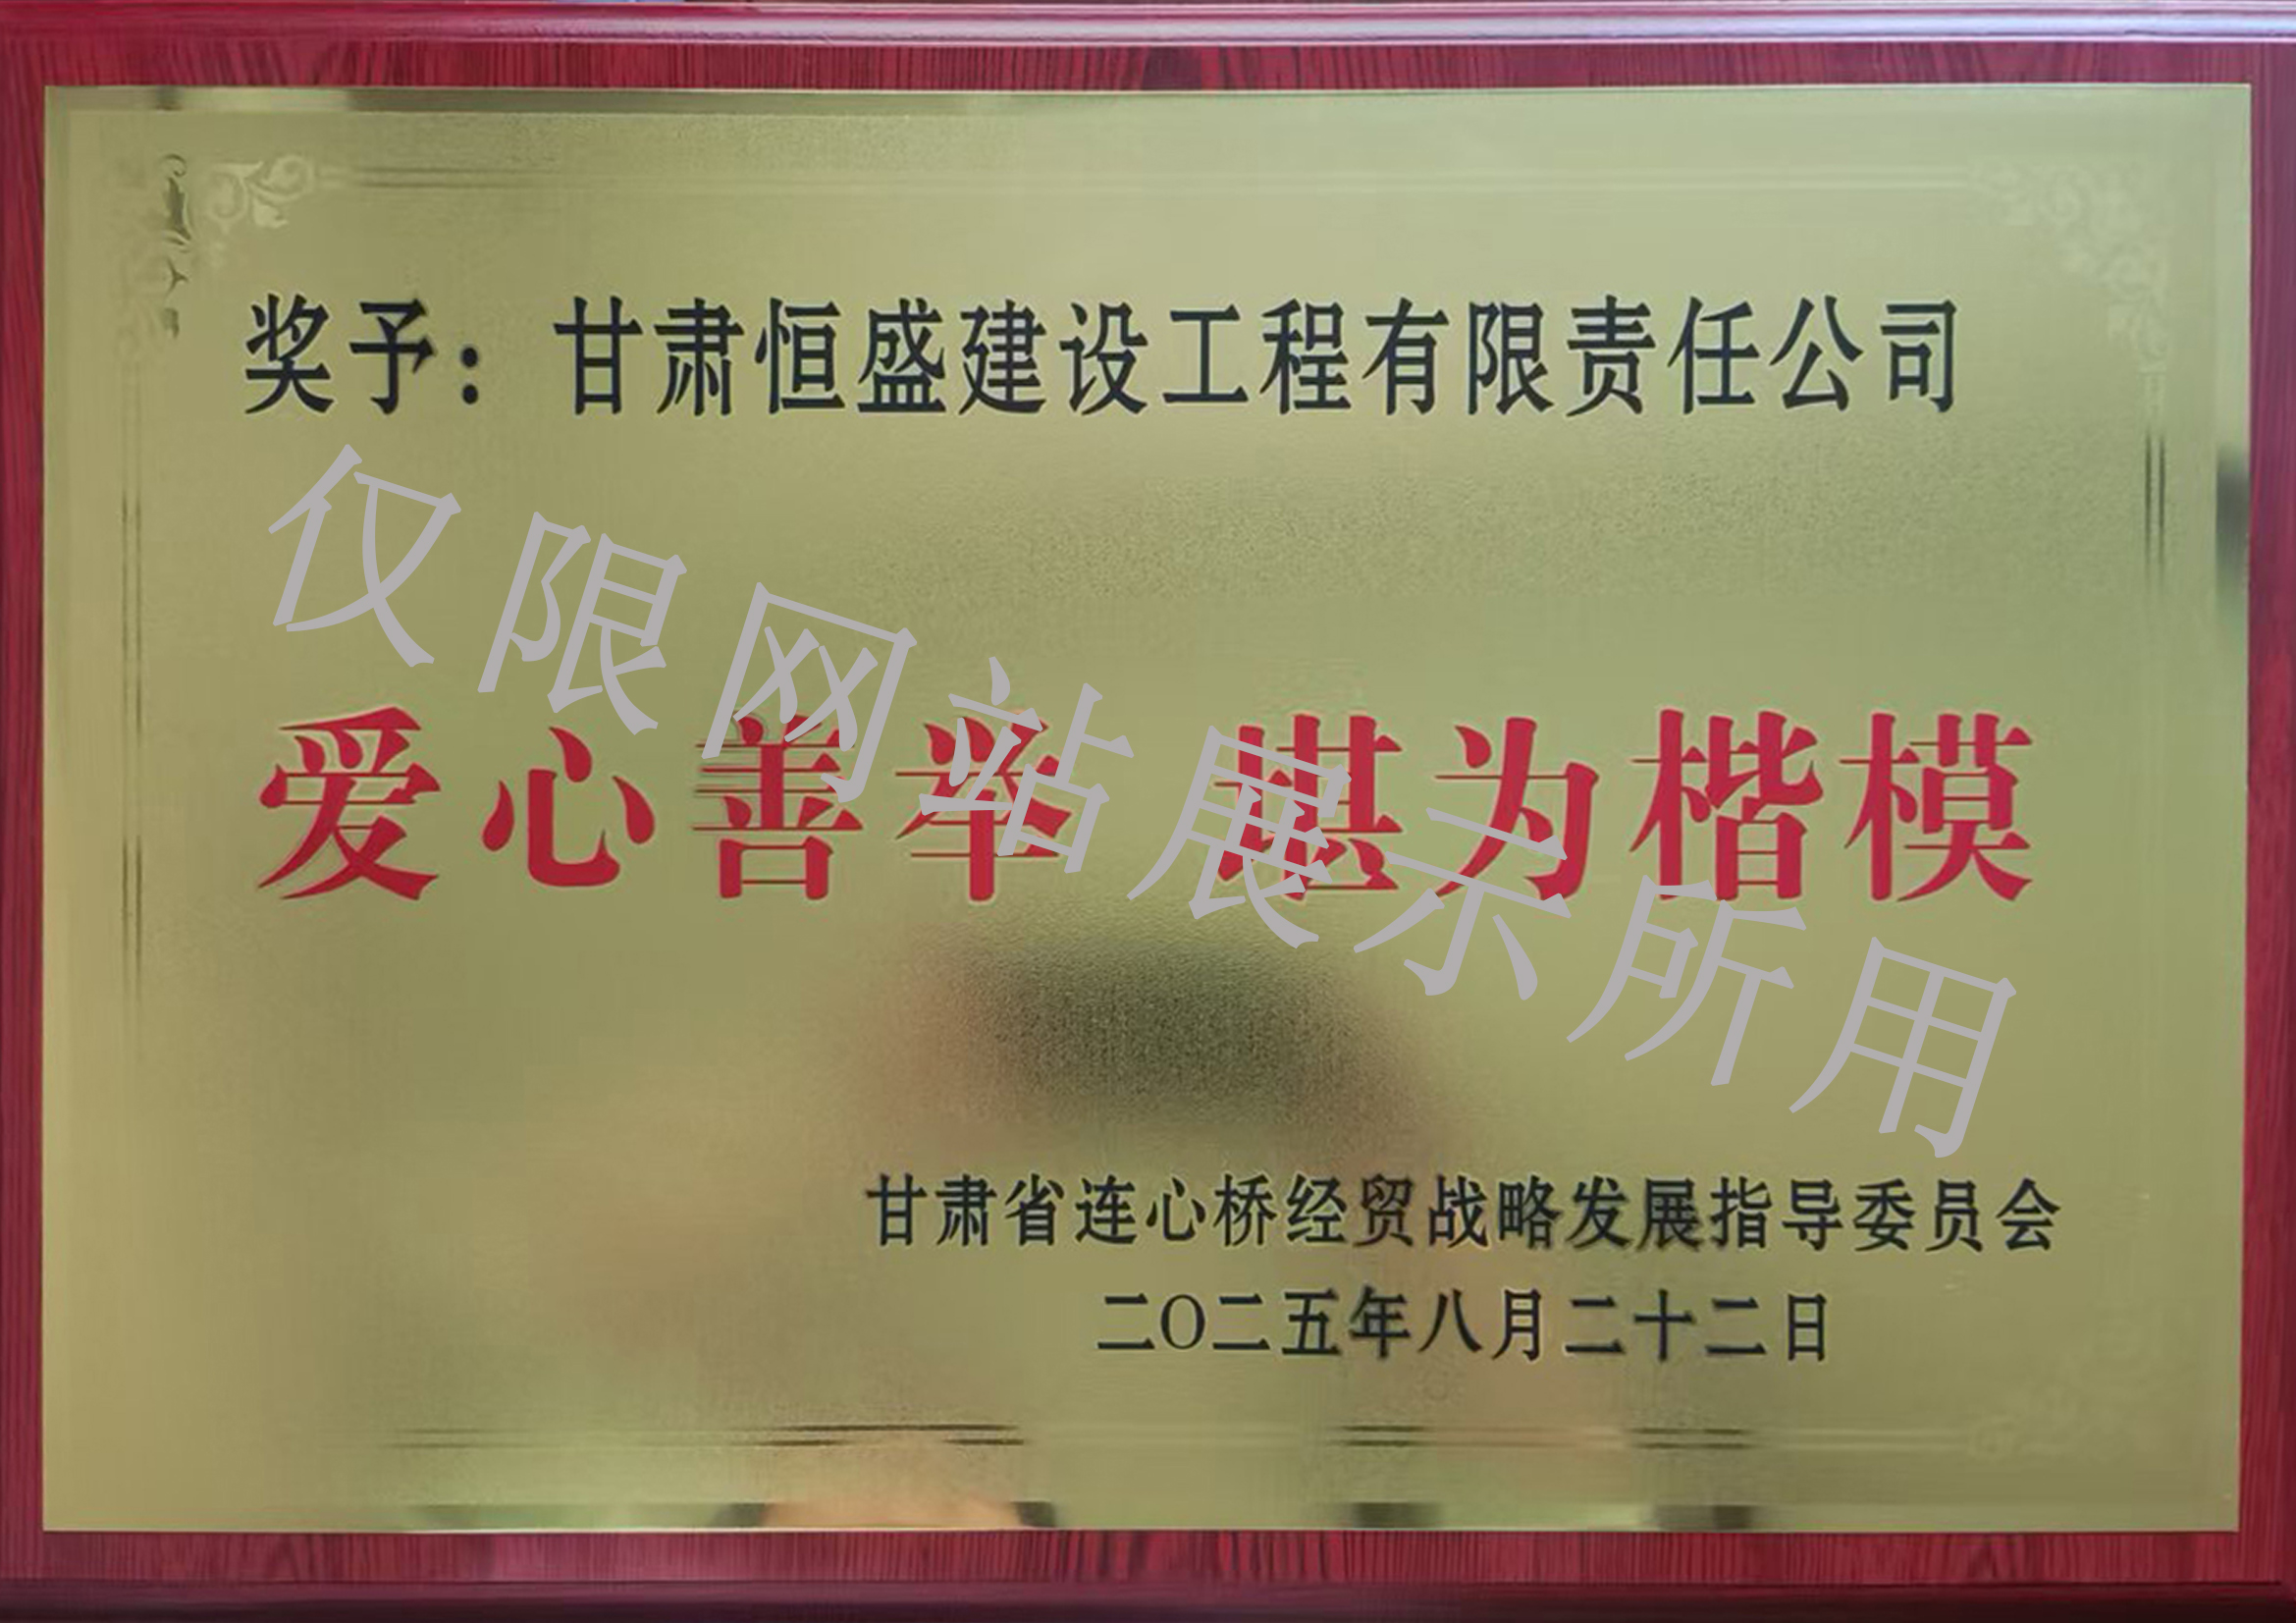 奖予：甘肃恒盛建设工程有限责任公司
仅限网站展示所用
爱心善举 堪为楷模
甘肃省连心桥经贸战略发展指导委员会
二〇二五年八月二十二日